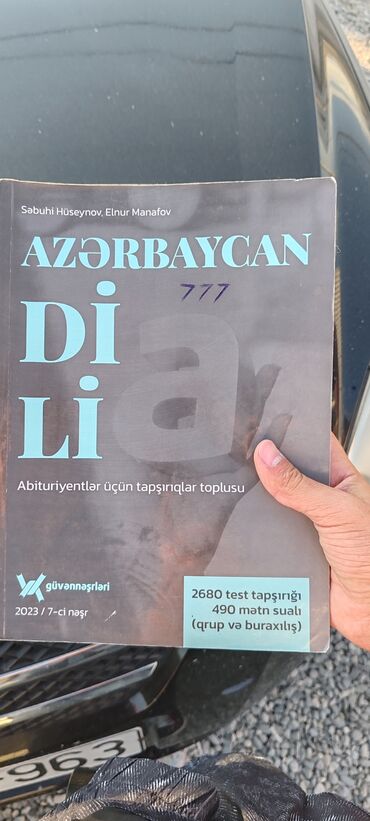 Səbuhi Hüseynov, Elnur Manafov
AZƏRBAYCAN
777
Dİ
Lİ
a
Abituriyentlər üçün tapşırıqlar toplusu
güvənnəşrləri
2023 / 7-ci nəşr
2680 test tapşırığı
490 mətn sualı
(qrup və buraxılış)
963